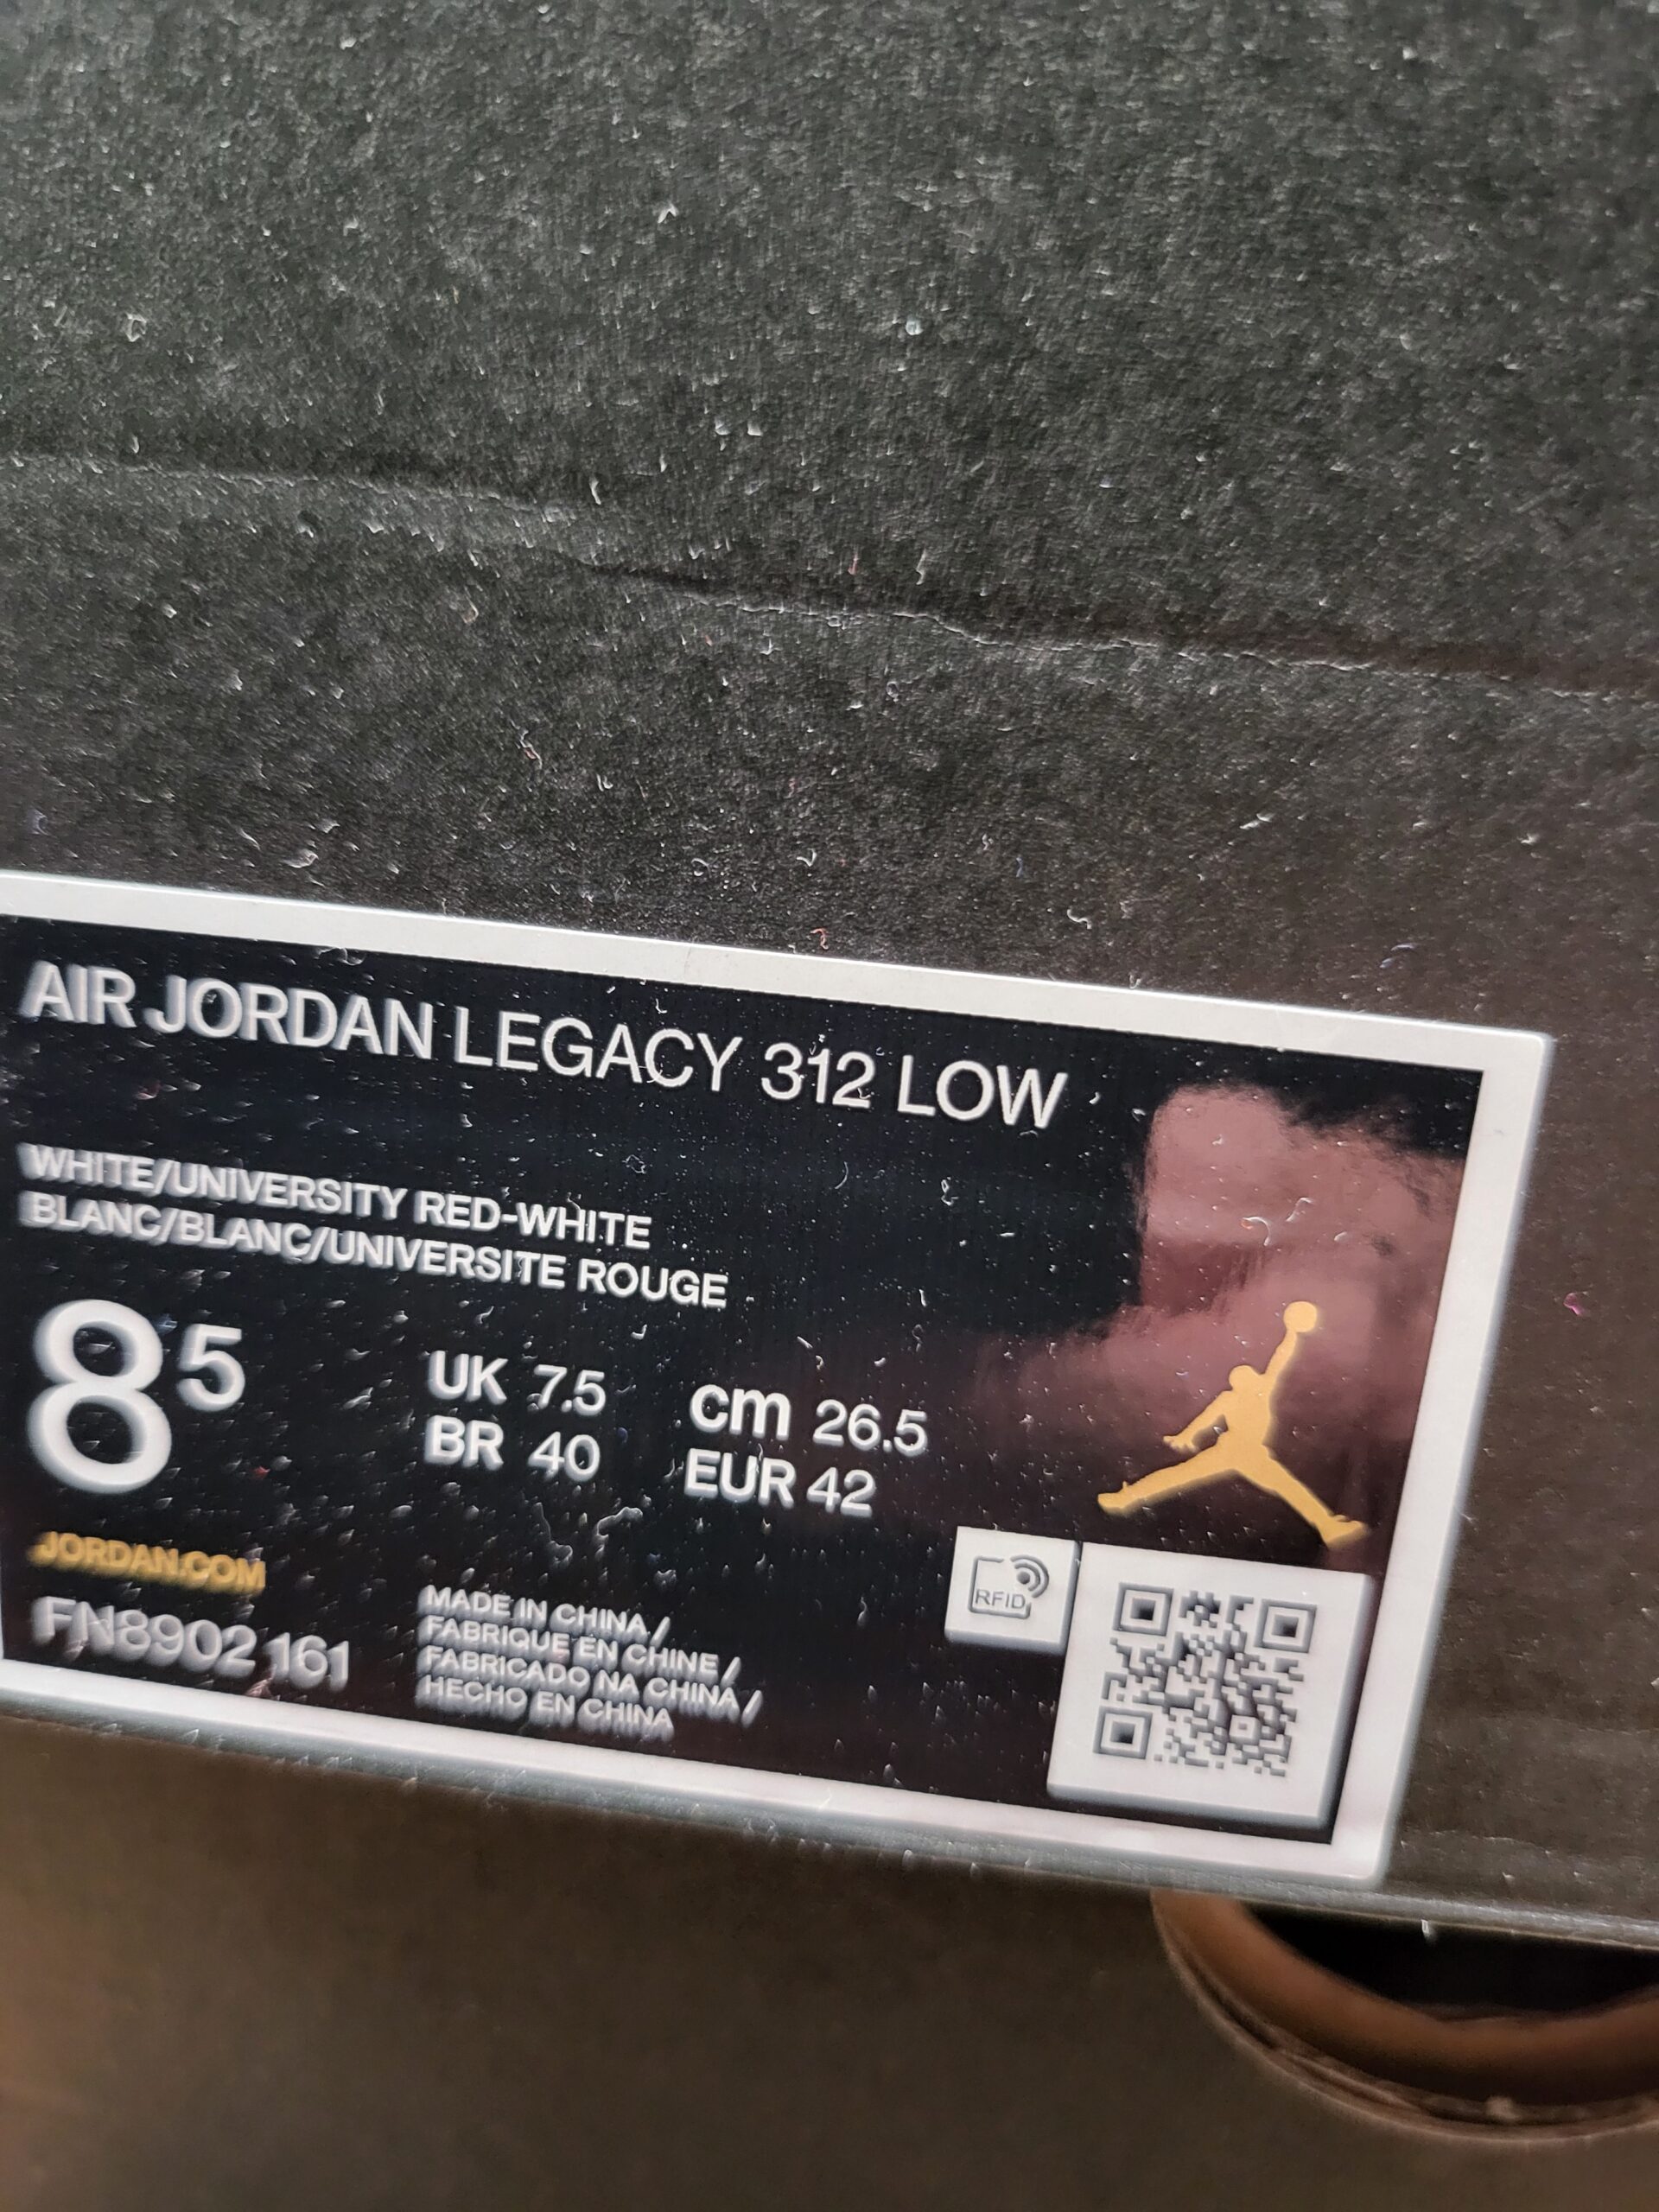 AIR JORDAN LEGACY 312 LOW
WHITE/UNIVERSITY RED-WHITE
BLANC/BLANC/UNIVERSITE ROUGE
8 5
UK 7.5 cm 26.5
BR 40 EUR 42
JORDAN.COM
FN8902 161
MADE IN CHINA /
FABRIQUE EN CHINE /
FABRICADO NA CHINA /
HECHO EN CHINA
RFID